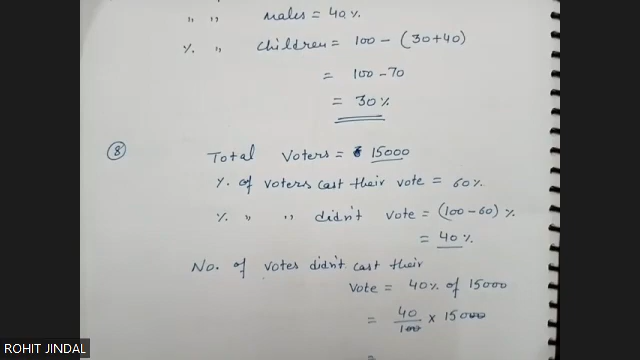 " " males = 40%
% " children = 100 - (30+40)
= 100 - 70
= 30%
⑧ Total Voters = 15000
% of voters cast their vote = 60%
% " " didn't vote = (100-60) %
= 40%
No. of votes didn't cast their
vote = 40% of 15000
= 40/100 × 15000
=
ROHIT JINDAL